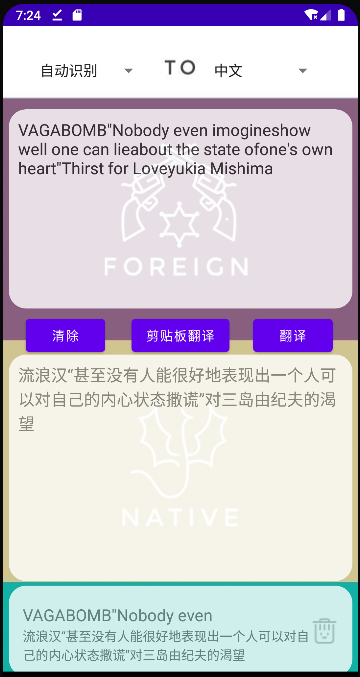 7:24
自动识别 TO 中文
VAGABOMB"Nobody even imogineshow
well one can lieabout the state ofone's own
heart"Thirst for Loveyukia Mishima
FOREIGN
清除 剪贴板翻译 翻译
流浪汉“甚至没有人能很好地表现出一个人可
以对自己的内心状态撒谎”对三岛由纪夫的渴
望
NATIVE
VAGABOMB"Nobody even
流浪汉“甚至没有人能很好地表现出一个人可以对自
己的内心状态撒谎”对三岛由纪夫的渴望